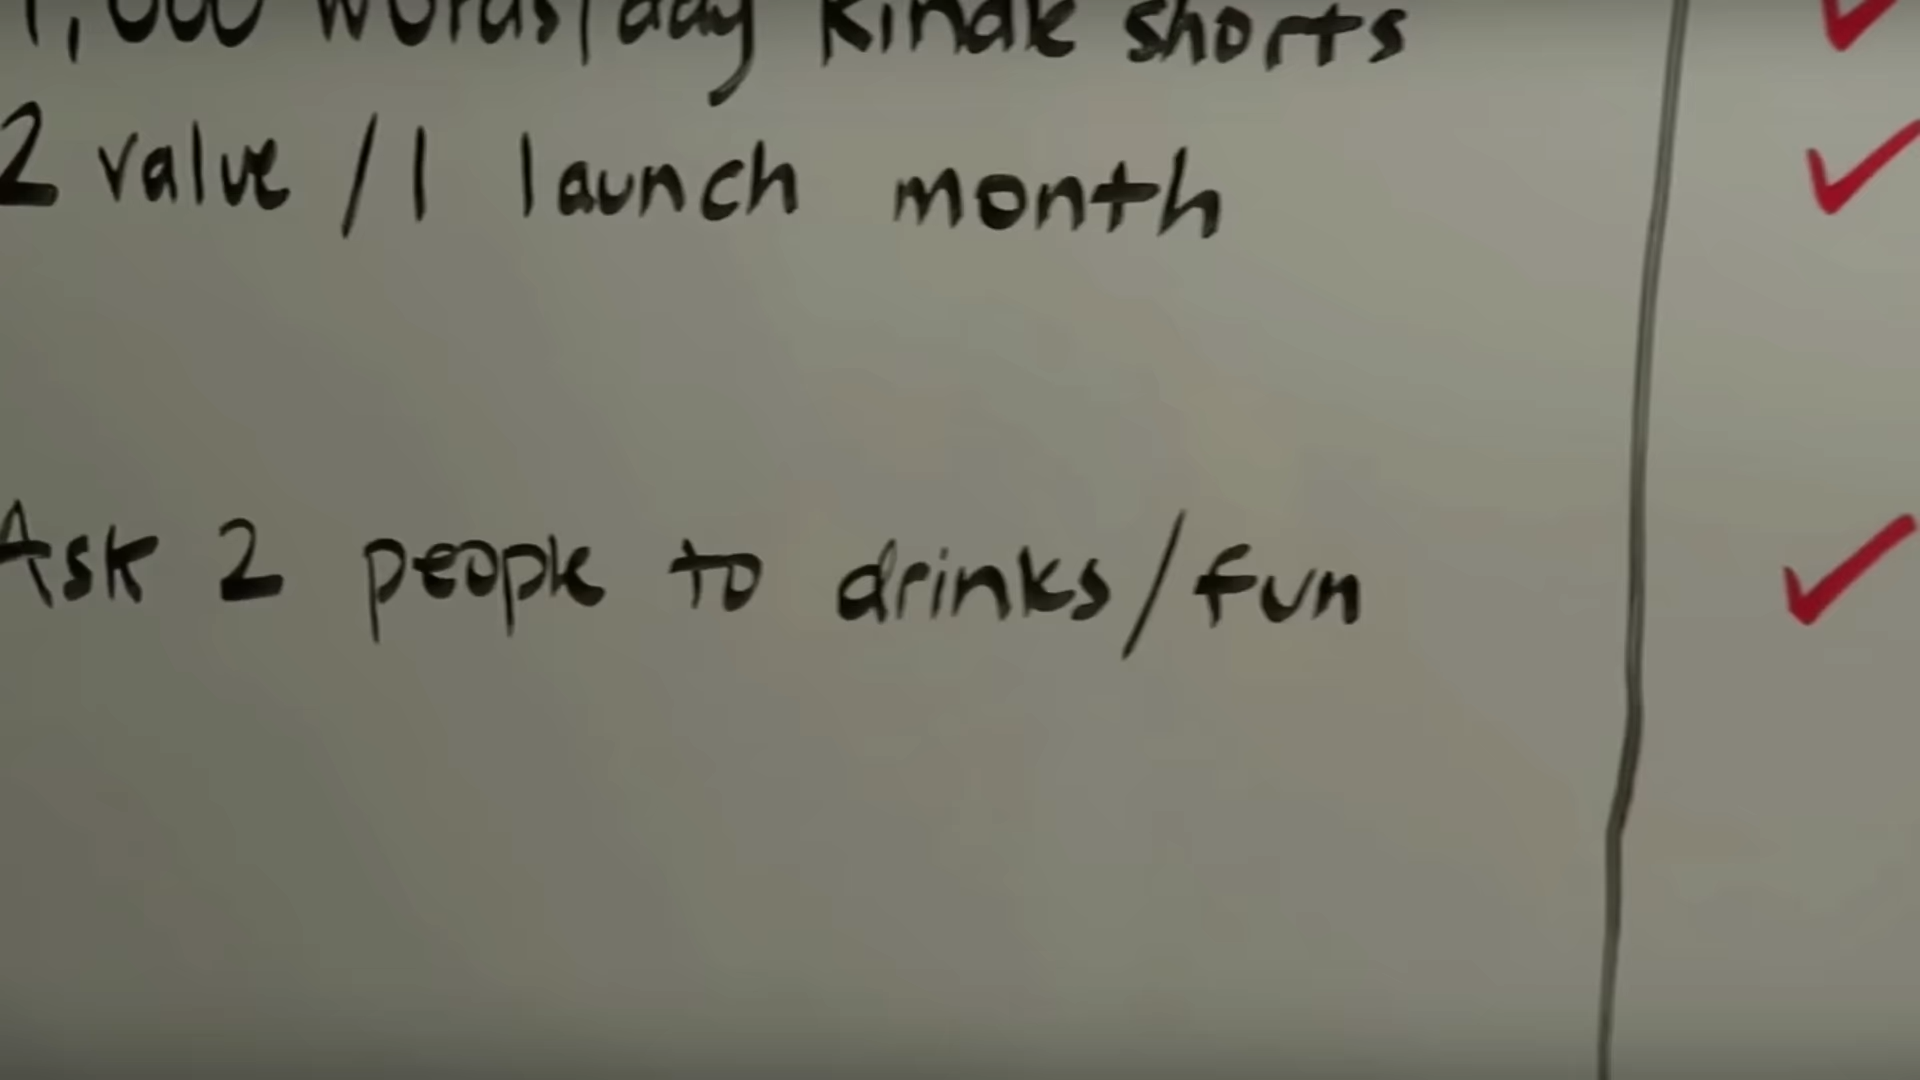 1,000 words/day Kindle shorts
2 value / 1 launch month
Ask 2 people to drinks/fun